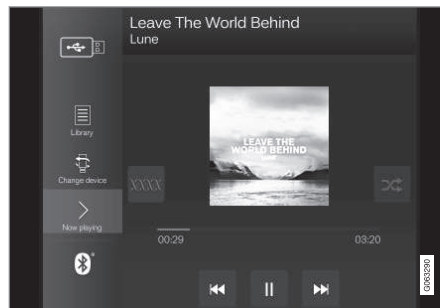 Leave The World Behind
Lune
Library
Change device
Now playing
LEAVE THE
WORLD BEHIND
LUNE
XXXX
00:29
03:20
G063290